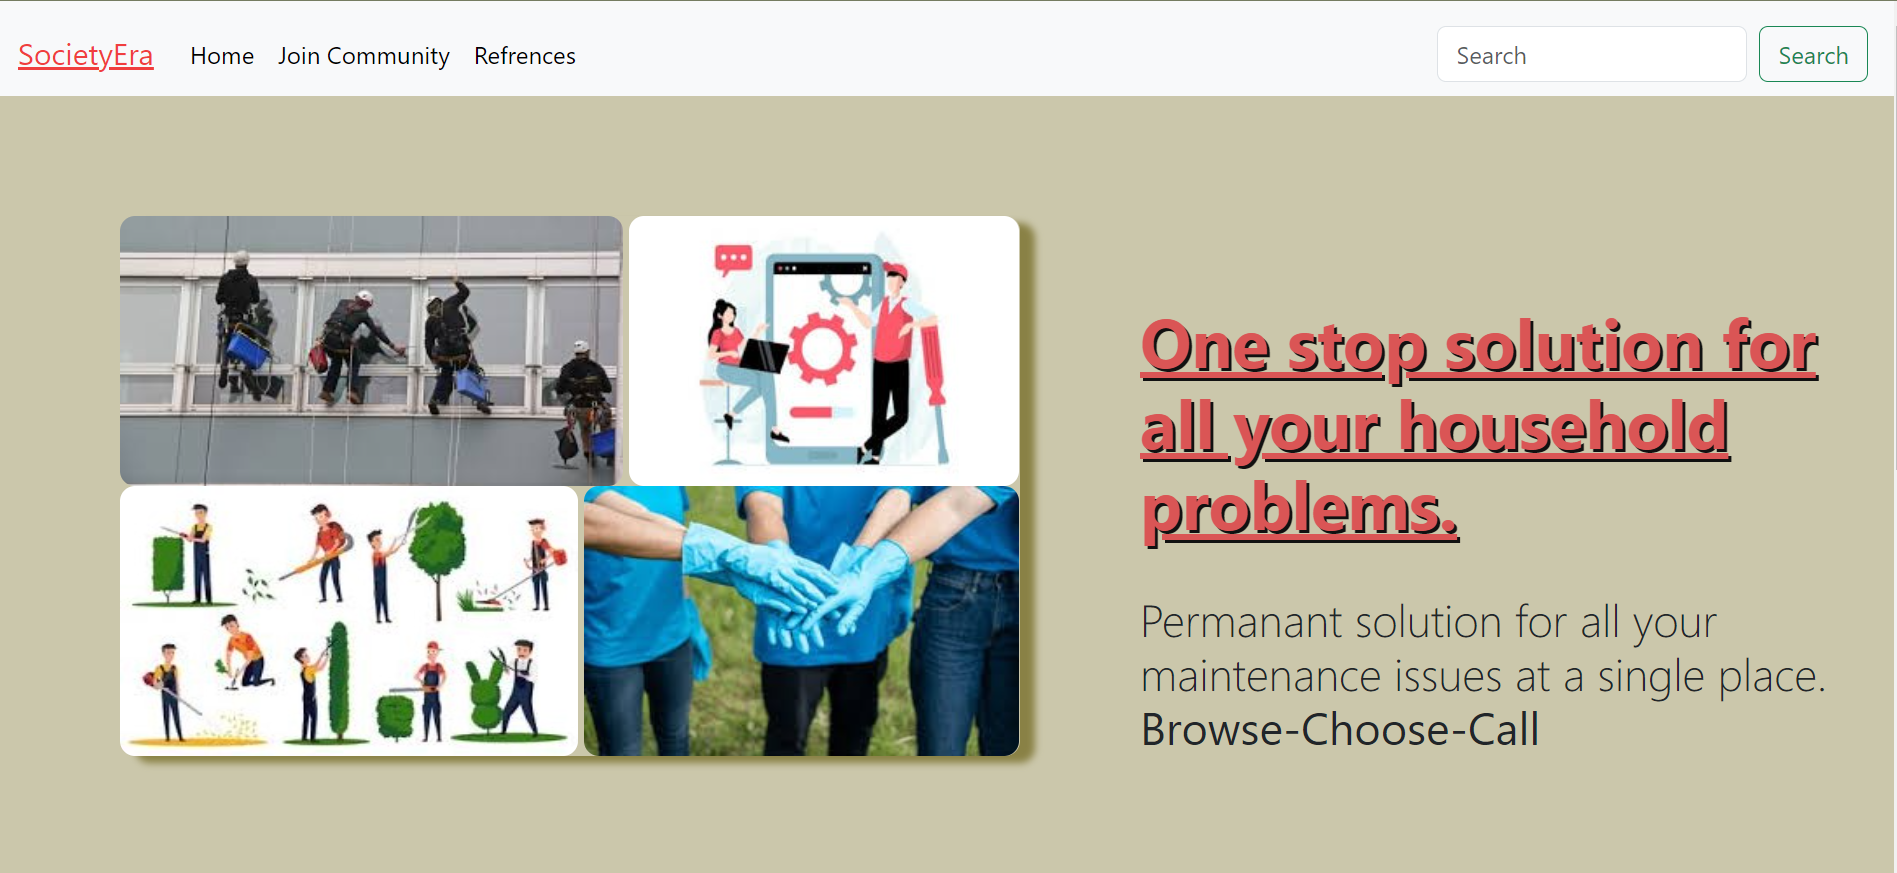 SocietyEra Home Join Community Refrences Search Search
One stop solution for
all your household
problems.
Permanant solution for all your
maintenance issues at a single place.
Browse-Choose-Call